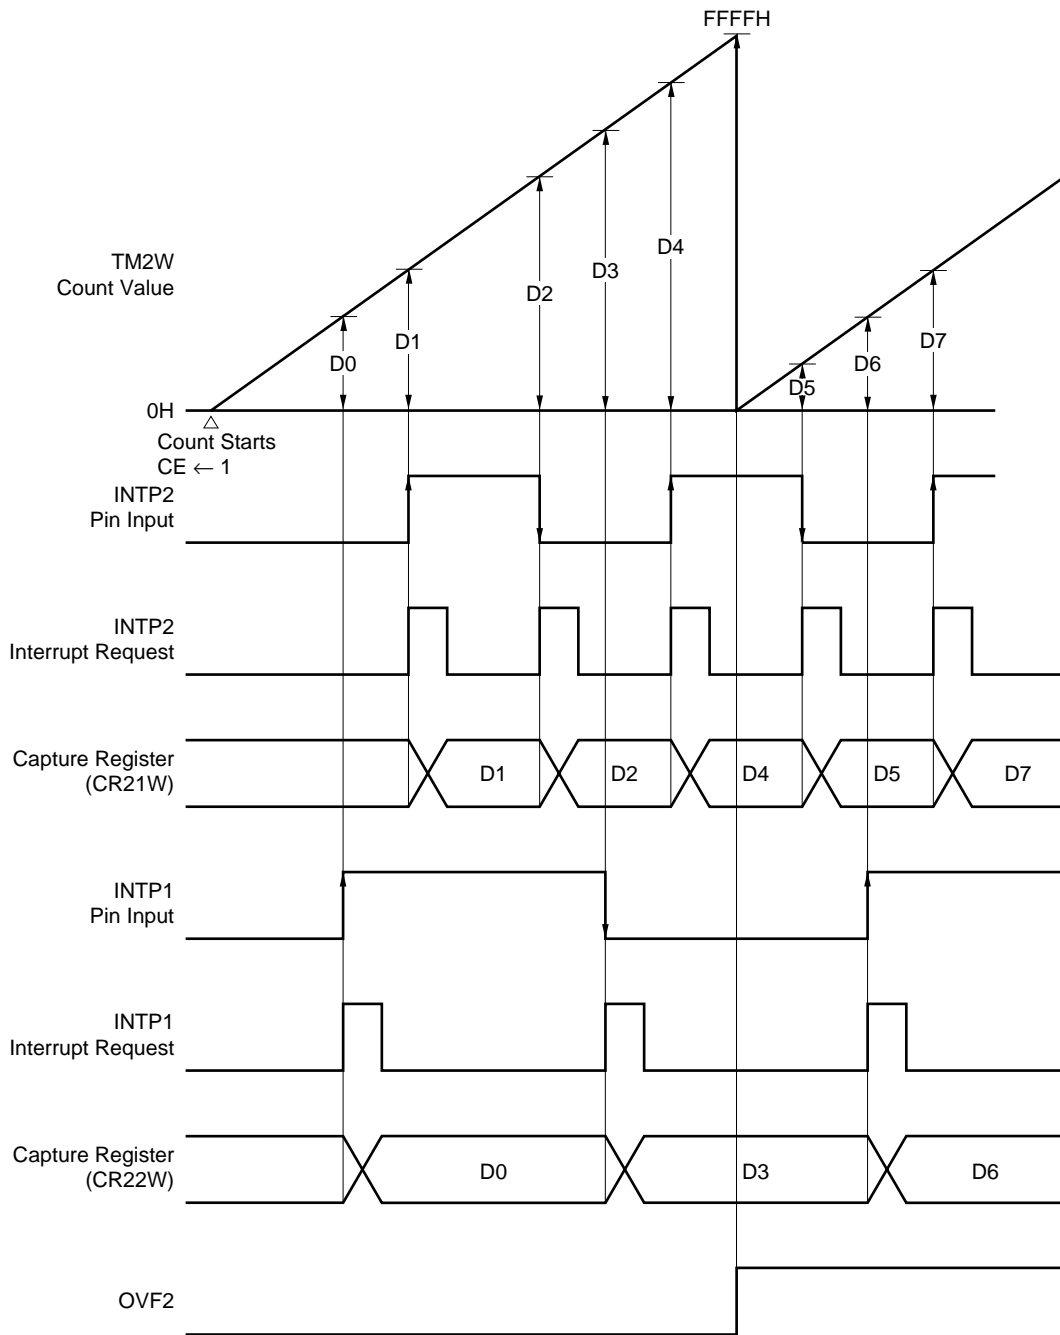 FFFFH
D4
D3
D2
TM2W
Count Value
D1
D0
D7
D6
D5
0H
Count Starts
CE ← 1
INTP2
Pin Input
INTP2
Interrupt Request
Capture Register
(CR21W)
D1
D2
D4
D5
D7
INTP1
Pin Input
INTP1
Interrupt Request
Capture Register
(CR22W)
D0
D3
D6
OVF2